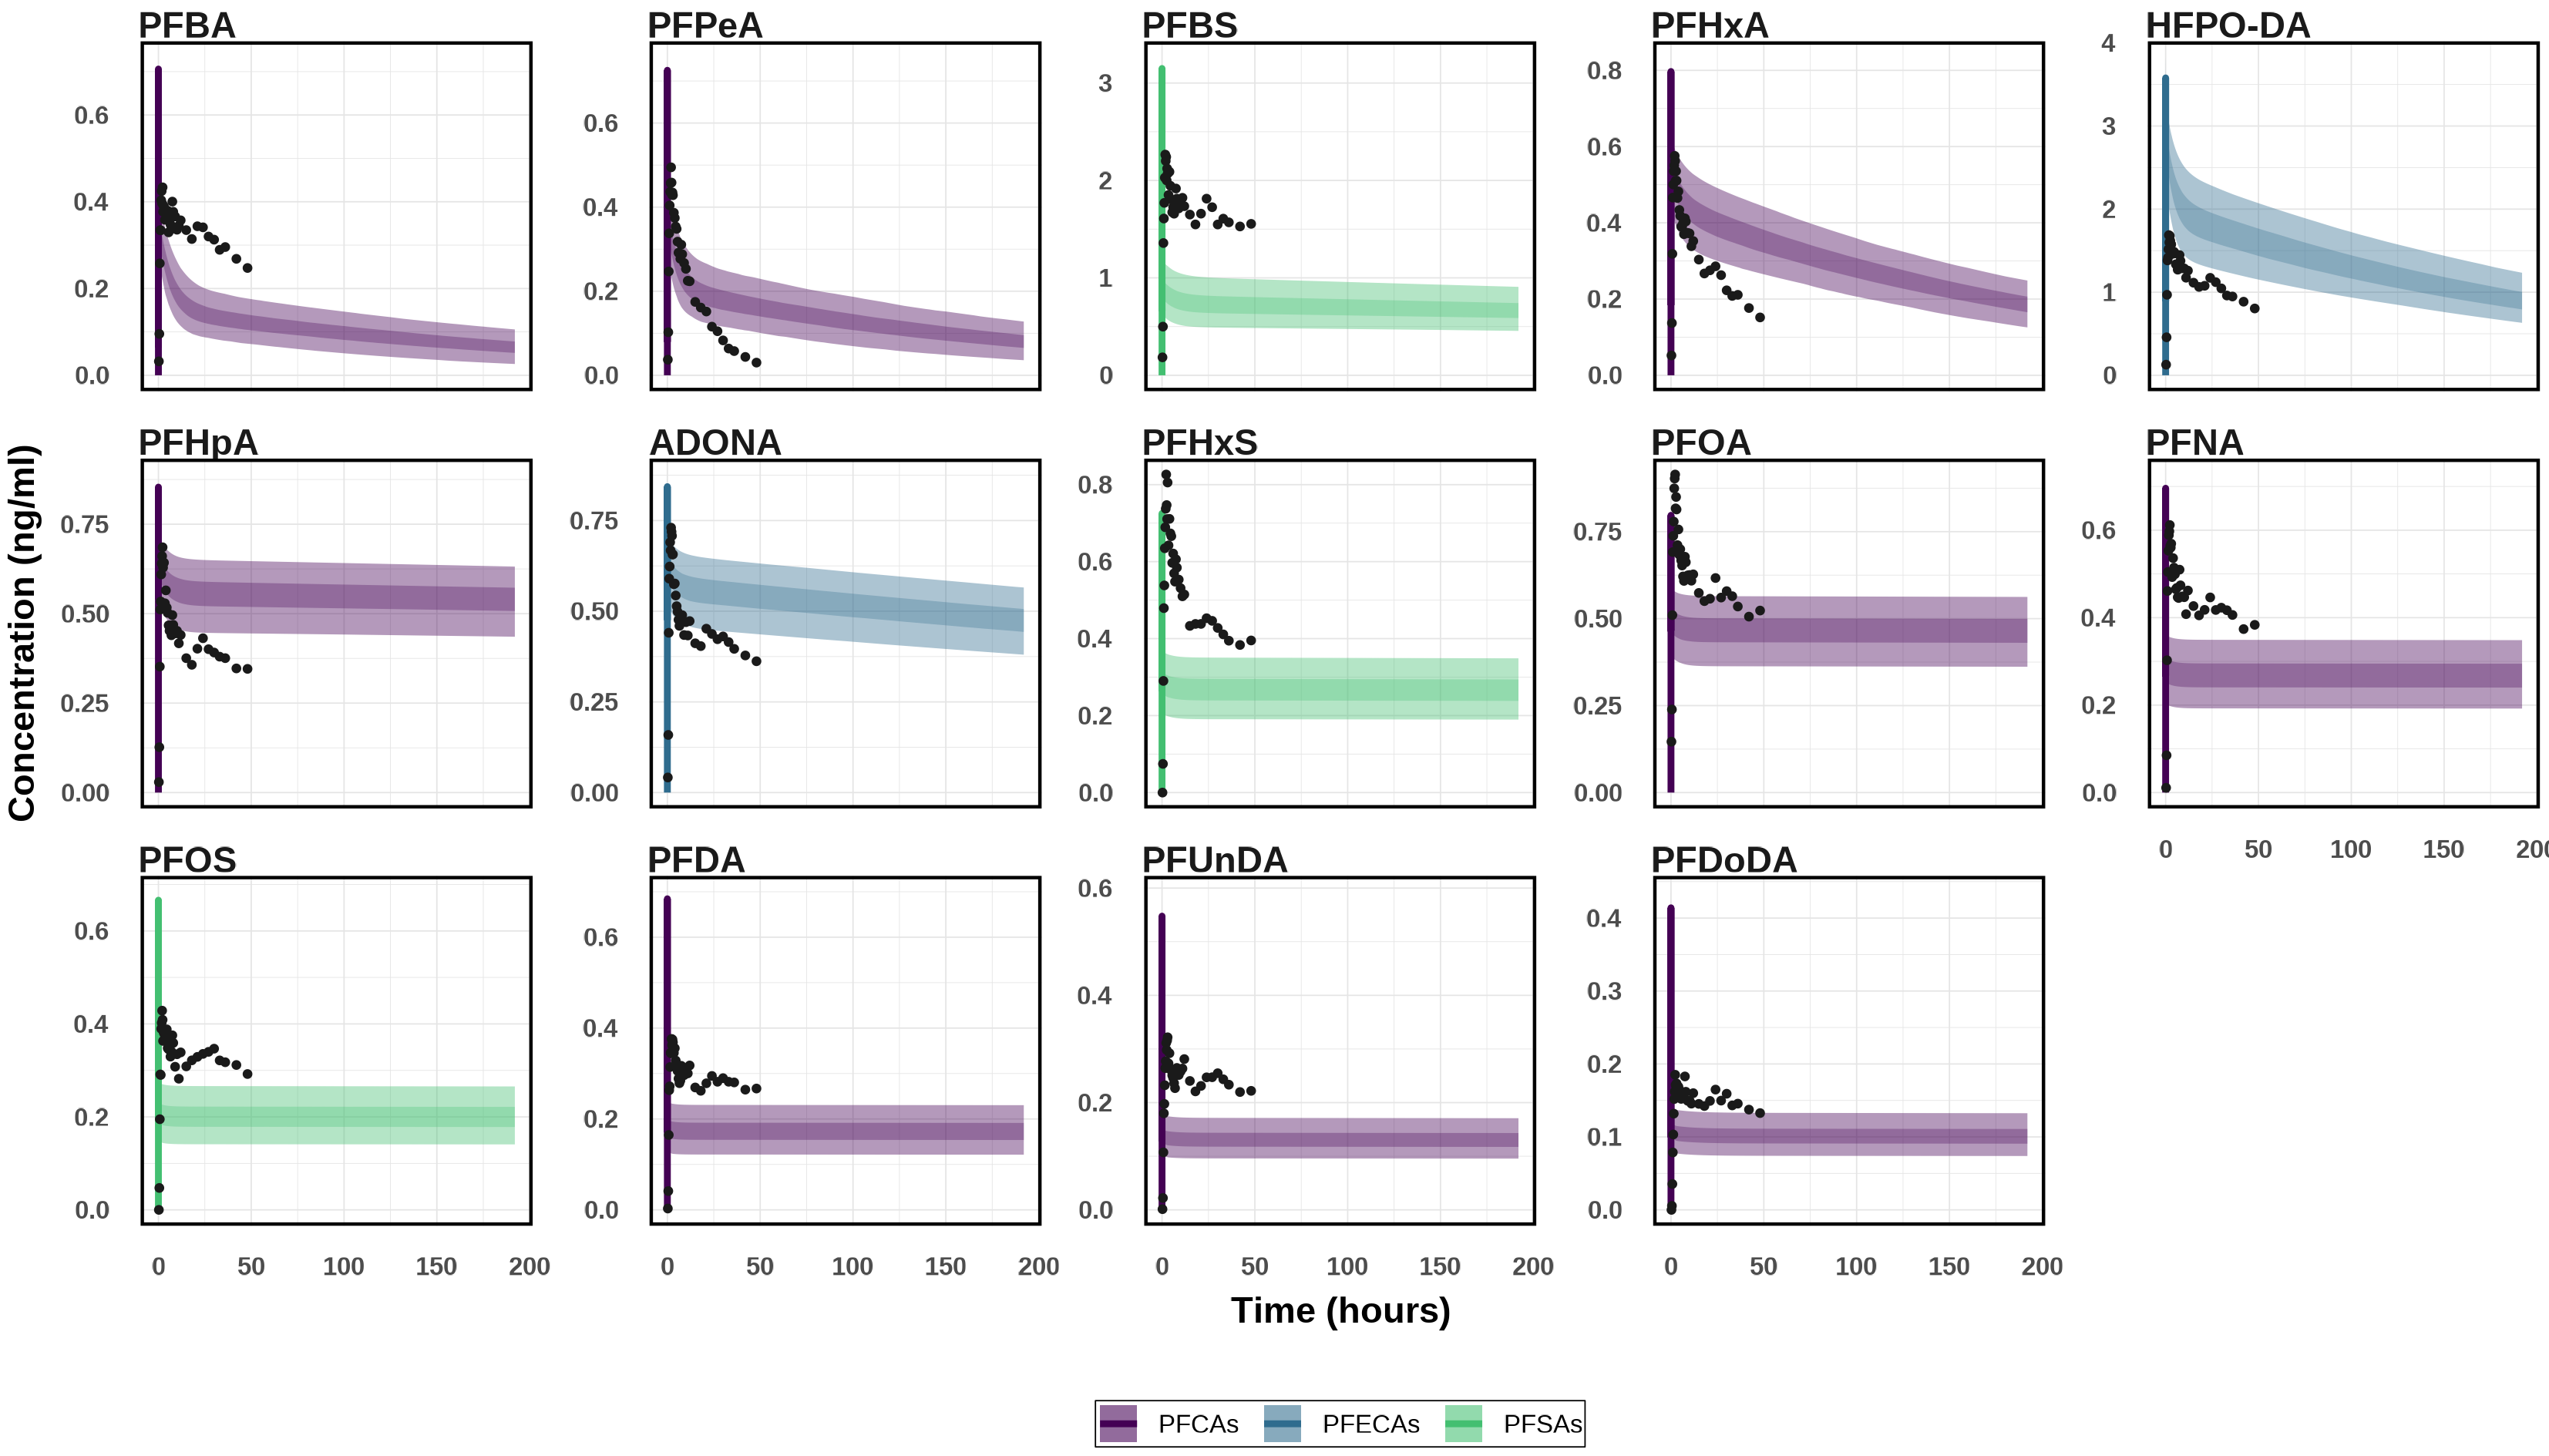 PFBA PFPeA PFBS PFHxA HFPO-DA
0.6 0.4 0.2 0.0
0.6 0.4 0.2 0.0
3 2 1 0
0.8 0.6 0.4 0.2 0.0
4 3 2 1 0
Concentration (ng/ml)
PFHpA ADONA PFHxS PFOA PFNA
0.75 0.50 0.25 0.00
0.75 0.50 0.25 0.00
0.8 0.6 0.4 0.2 0.0
0.75 0.50 0.25 0.00
0.6 0.4 0.2 0.0
0 50 100 150 200
PFOS PFDA PFUnDA PFDoDA
0.6 0.4 0.2 0.0
0.6 0.4 0.2 0.0
0.6 0.4 0.2 0.0
0.4 0.3 0.2 0.1 0.0
0 50 100 150 200 0 50 100 150 200 0 50 100 150 200 0 50 100 150 200
Time (hours)
PFCAs PFECAs PFSAs